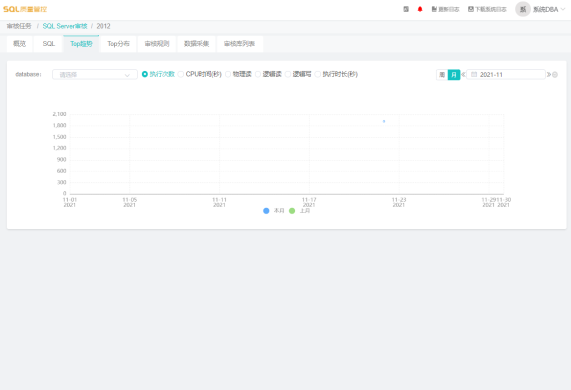 SQL质量管控
更新日志 下载系统日志 系 系统DBA
审核任务 / SQL Server审核 / 2012
概览 SQL Top趋势 Top分布 审核规则 数据采集 审核库列表
database: 请选择 执行次数 CPU时间(秒) 物理读 逻辑读 逻辑写 执行时长(秒) 周 月 2021-11
2,100
1,800
1,500
1,200
900
600
300
0
11-01 11-05 11-11 11-17 11-23 11-29 11-30
2021 2021 2021 2021 2021 2021 2021
本月 上月